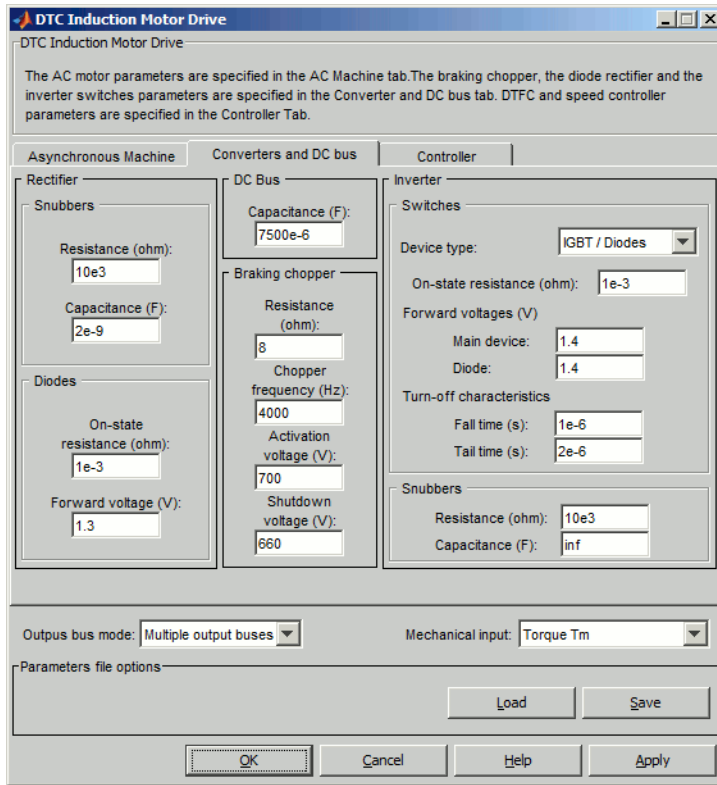 DTC Induction Motor Drive
DTC Induction Motor Drive
The AC motor parameters are specified in the AC Machine tab.The braking chopper, the diode rectifier and the
inverter switches parameters are specified in the Converter and DC bus tab. DTFC and speed controller
parameters are specified in the Controller Tab.
Asynchronous Machine
Converters and DC bus
Controller
Rectifier
Snubbers
Resistance (ohm):
10e3
Capacitance (F):
2e-9
Diodes
On-state
resistance (ohm):
1e-3
Forward voltage (V):
1.3
DC Bus
Capacitance (F):
7500e-6
Braking chopper
Resistance
(ohm):
8
Chopper
frequency (Hz):
4000
Activation
voltage (V):
700
Shutdown
voltage (V):
660
Inverter
Switches
Device type: IGBT / Diodes
On-state resistance (ohm): 1e-3
Forward voltages (V)
Main device: 1.4
Diode: 1.4
Turn-off characteristics
Fall time (s): 1e-6
Tail time (s): 2e-6
Snubbers
Resistance (ohm): 10e3
Capacitance (F): inf
Outpus bus mode: Multiple output buses
Mechanical input: Torque Tm
Parameters file options
Load
Save
OK
Cancel
Help
Apply